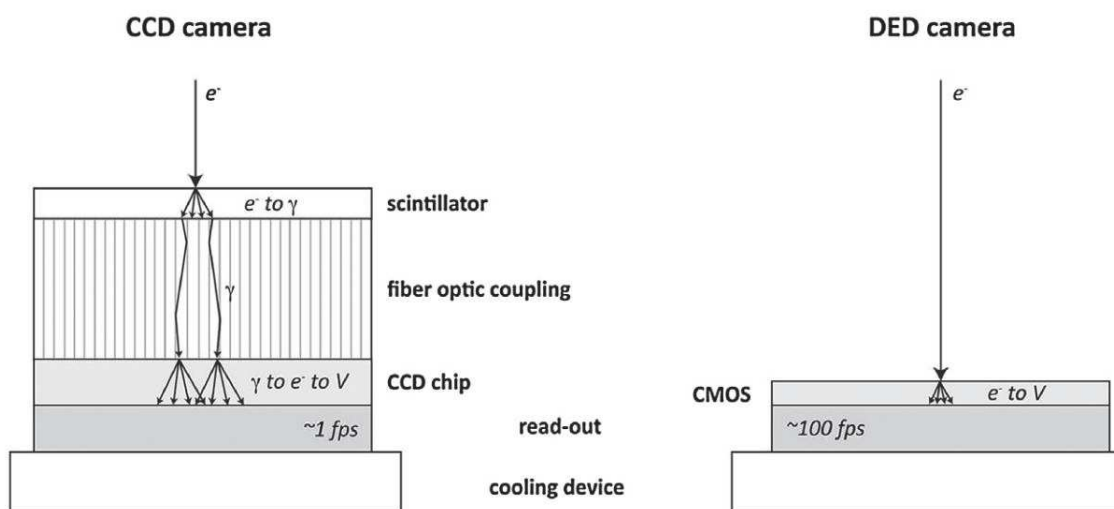 CCD camera
DED camera
e⁻
e⁻
e⁻ to γ
scintillator
γ
fiber optic coupling
γ to e⁻ to V
CCD chip
CMOS
e⁻ to V
~1 fps
read-out
~100 fps
cooling device